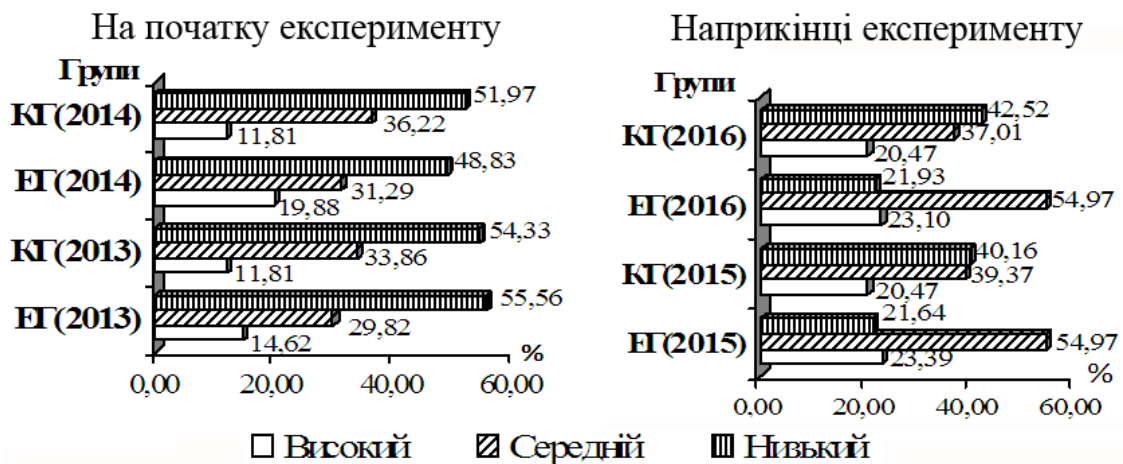 На початку експерименту
Групи
КГ(2014)
51,97
36,22
11,81
ЕГ(2014)
48,83
31,29
19,88
КГ(2013)
54,33
33,86
11,81
ЕГ(2013)
55,56
29,82
14,62
%
0,00 20,00 40,00 60,00
Наприкінці експерименту
Групи
КГ(2016)
42,52
37,01
20,47
ЕГ(2016)
21,93
54,97
23,10
КГ(2015)
40,16
39,37
20,47
ЕГ(2015)
21,64
54,97
23,39
%
0,00 20,00 40,00 60,00
Високий Середній Низький